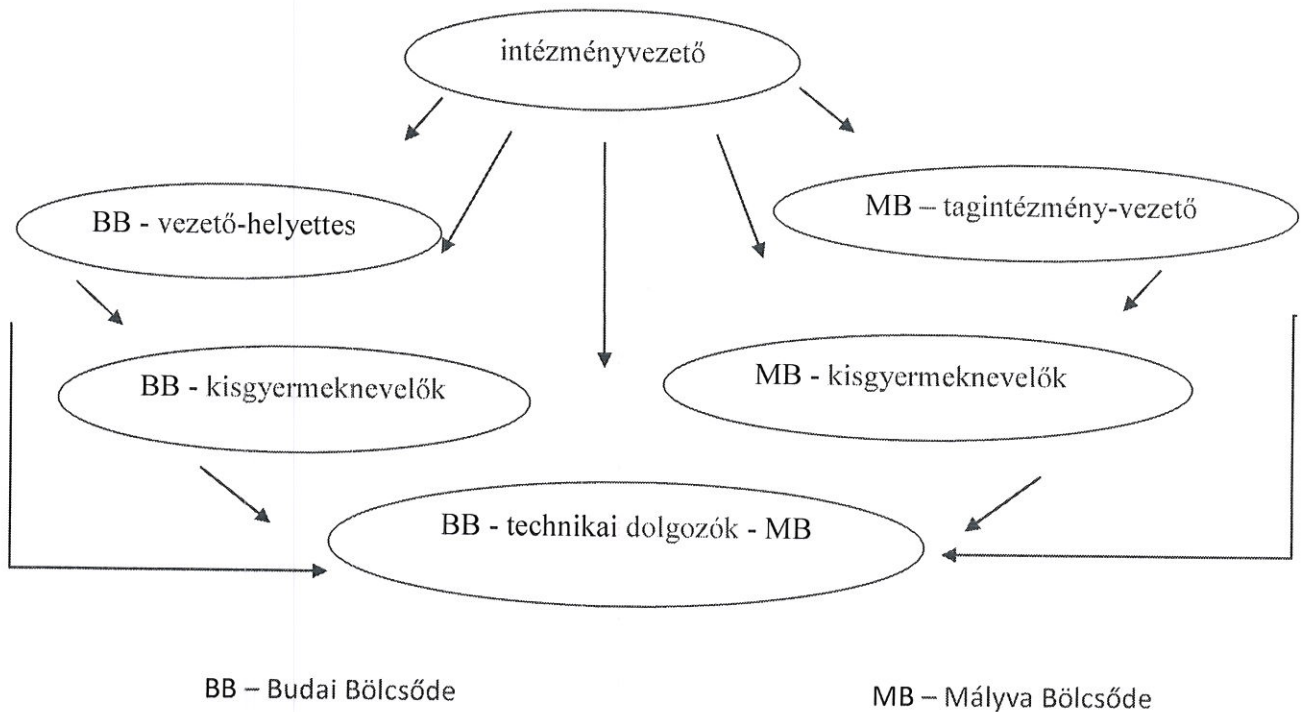 intézményvezető
BB - vezető-helyettes
MB – tagintézmény-vezető
BB - kisgyermeknevelők
MB - kisgyermeknevelők
BB - technikai dolgozók - MB
BB – Budai Bölcsőde
MB – Mályva Bölcsőde